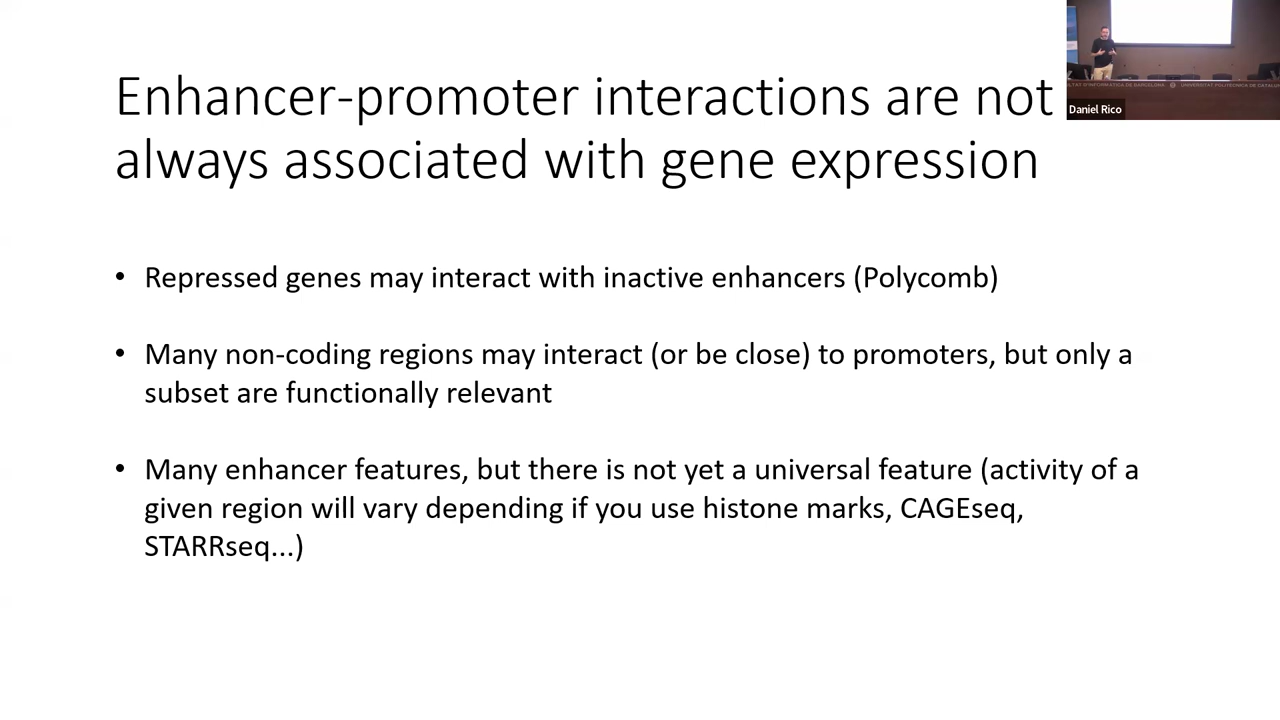 Enhancer-promoter interactions are not
always associated with gene expression
• Repressed genes may interact with inactive enhancers (Polycomb)
• Many non-coding regions may interact (or be close) to promoters, but only a
subset are functionally relevant
• Many enhancer features, but there is not yet a universal feature (activity of a
given region will vary depending if you use histone marks, CAGEseq,
STARRseq...)
Daniel Rico